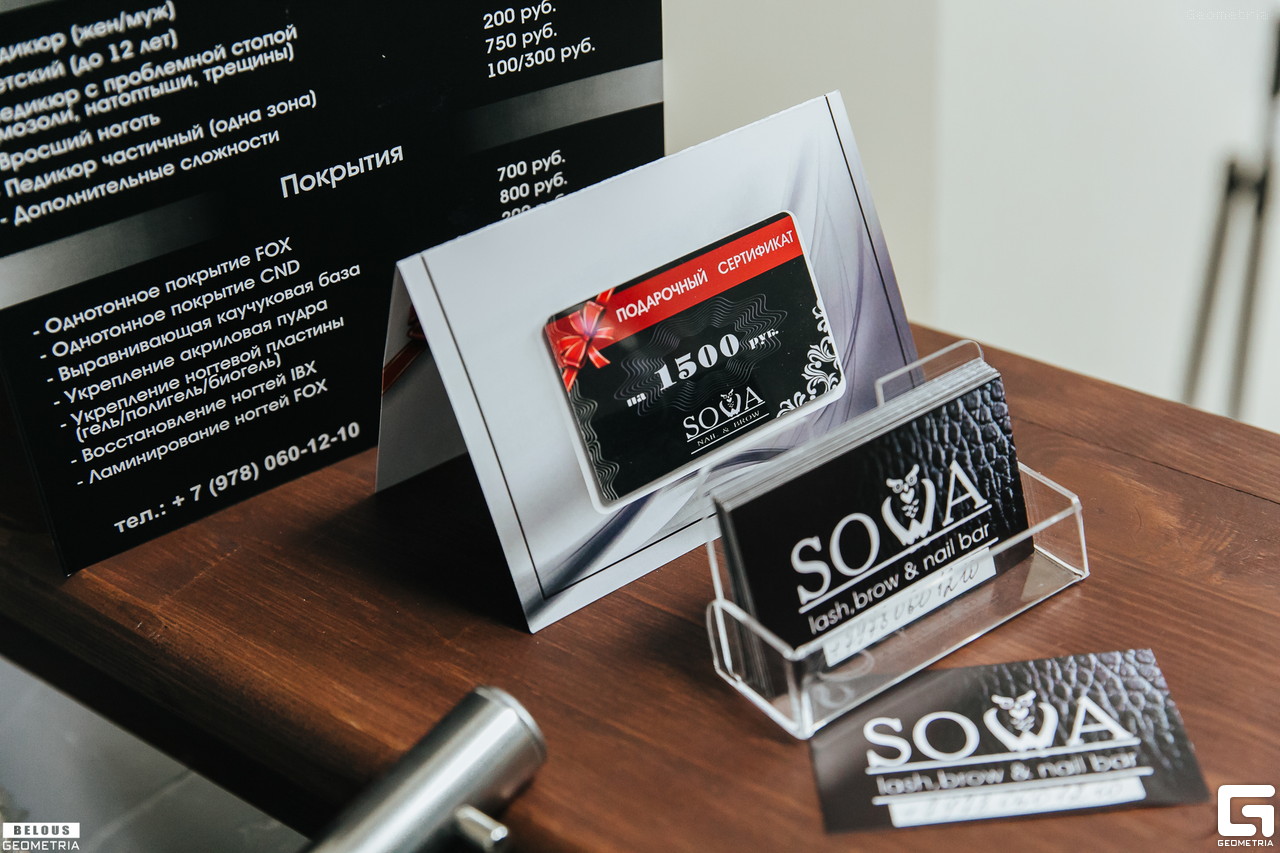 едикюр (жен/муж)
етский (до 12 лет)
едикюр с проблемной стопой
мозоли, натоптыши, трещины)
Вросший ноготь
- Педикюр частичный (одна зона)
- Дополнительные сложности
200 руб.
750 руб.
100/300 руб.
Покрытия
700 руб.
800 руб.
- Однотонное покрытие FOX
- Однотонное покрытие CND
- Выравнивающая каучуковая база
- Укрепление акриловая пудра
- Укрепление ногтевой пластины
(гель/полигель/биогель)
- Восстановление ногтей IBX
- Ламинирование ногтей FOX
тел.: + 7 (978) 060-12-10
ПОДАРОЧНЫЙ СЕРТИФИКАТ
на 1500 руб.
SOWA
NAIL & BROW
SOWA
lash,brow & nail bar
SOWA
lash,brow & nail bar
BELOUS
GEOMETRIA
GEOMETRIA